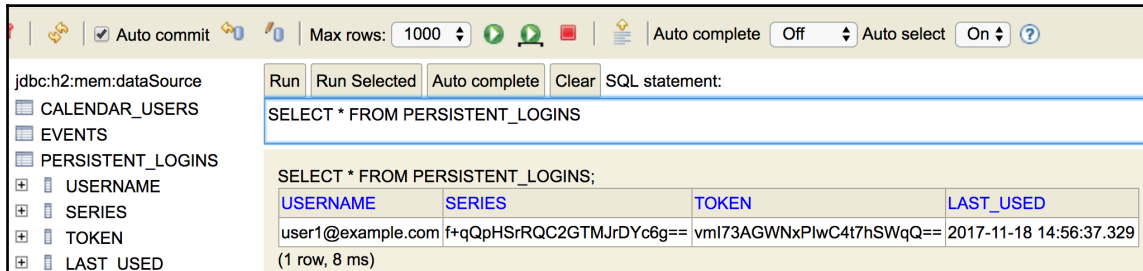 Auto commit Max rows: 1000 Auto complete Off Auto select On ?
jdbc:h2:mem:dataSource
CALENDAR_USERS
EVENTS
PERSISTENT_LOGINS
USERNAME
SERIES
TOKEN
LAST_USED
Run Run Selected Auto complete Clear SQL statement:
SELECT * FROM PERSISTENT_LOGINS
SELECT * FROM PERSISTENT_LOGINS;
USERNAME SERIES TOKEN LAST_USED
user1@example.com f+qQpHSrRQC2GTMJrDYc6g== vmI73AGWNxPIwC4t7hSWqQ== 2017-11-18 14:56:37.329
(1 row, 8 ms)